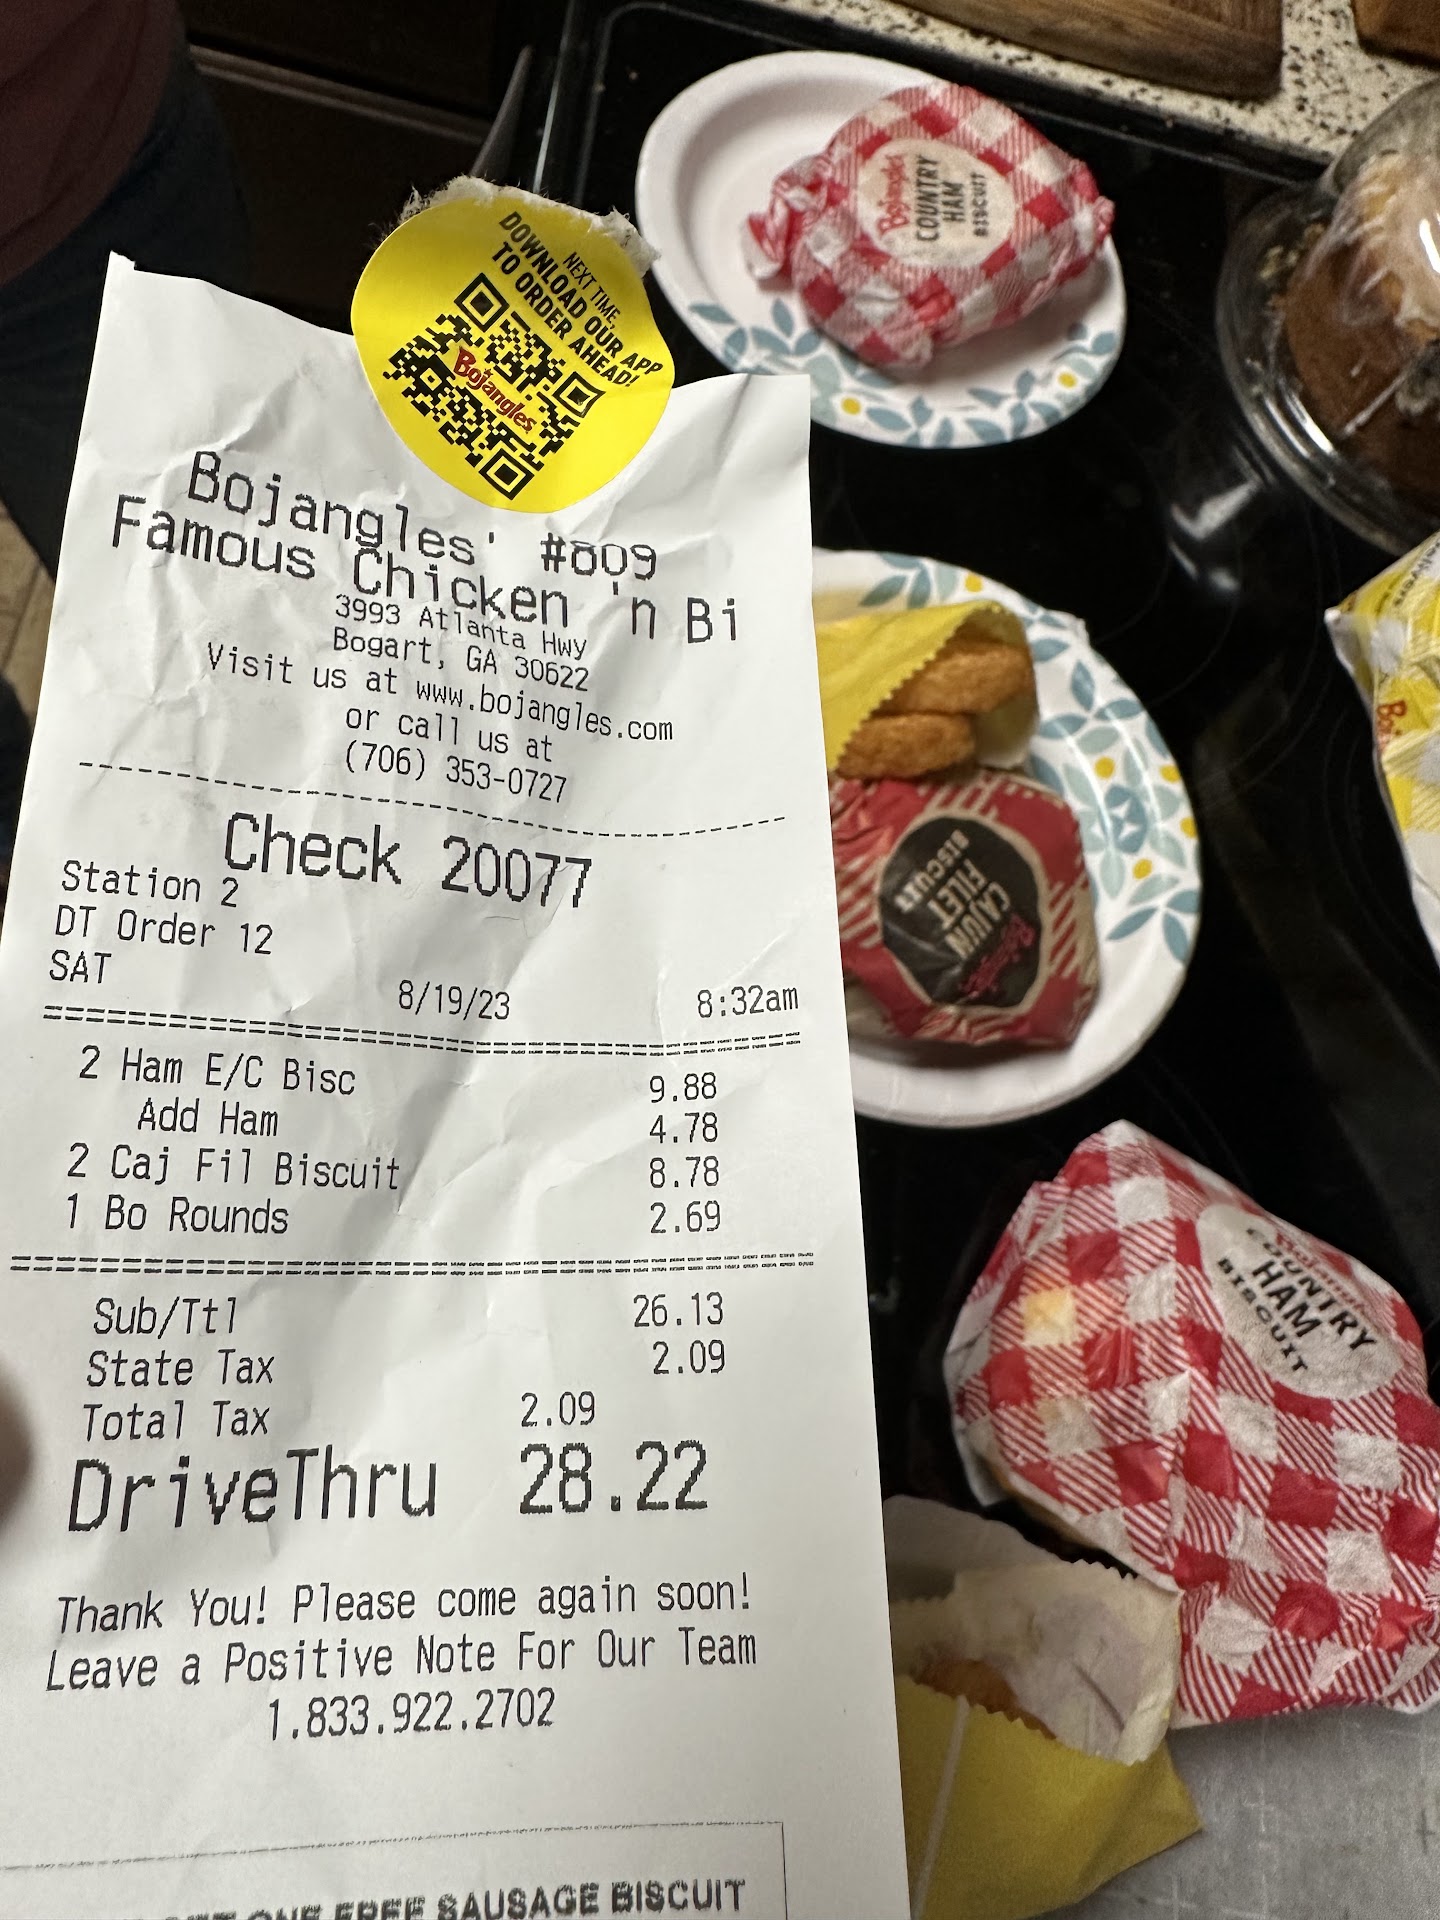 NEXT TIME,
DOWNLOAD OUR APP
TO ORDER AHEAD!
Bojangles
Bojangles' #809
Famous Chicken 'n Bi
3993 Atlanta Hwy
Bogart, GA 30622
Visit us at www.bojangles.com
or call us at
(706) 353-0727
Check 20077
Station 2
DT Order 12
SAT 8/19/23 8:32am
2 Ham E/C Bisc 9.88
Add Ham 4.78
2 Caj Fil Biscuit 8.78
1 Bo Rounds 2.69
Sub/Ttl 26.13
State Tax 2.09
Total Tax 2.09
DriveThru 28.22
Thank You! Please come again soon!
Leave a Positive Note For Our Team
1.833.922.2702
ONE FREE SAUSAGE BISCUIT
Bojangles
COUNTRY
HAM
BISCUIT
Bojangles
CAJUN
FILET
BISCUIT
COUNTRY
HAM
BISCUIT